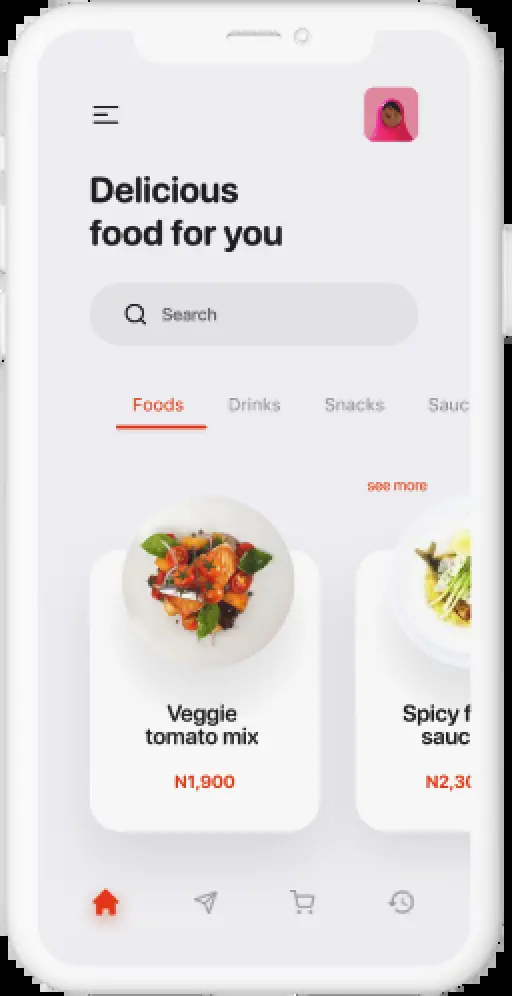 Delicious
food for you
Search
Foods Drinks Snacks Sauc
see more
Veggie
tomato mix
N1,900
Spicy f
sauc
N2,30